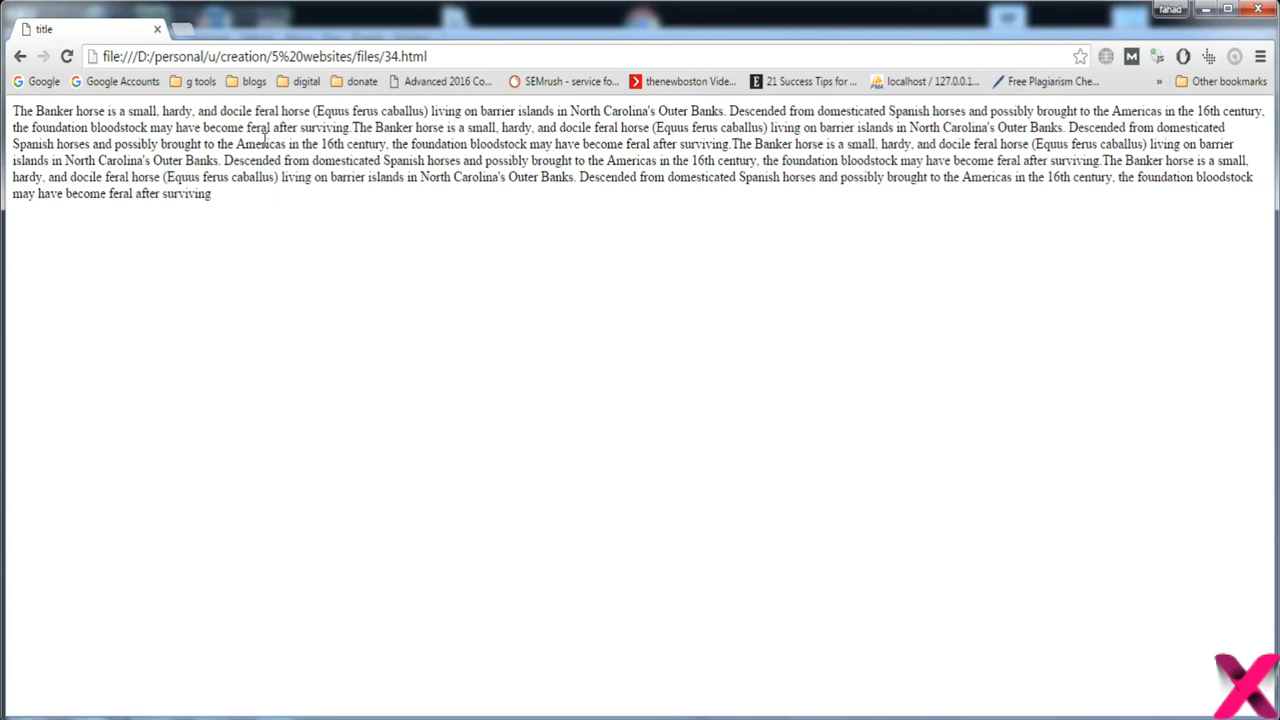 fahad
title
file:///D:/personal/u/creation/5%20websites/files/34.html
Google Google Accounts g tools blogs digital donate Advanced 2016 Co... SEMrush - service fo... thenewboston Vide... 21 Success Tips for ... localhost / 127.0.0.1... Free Plagiarism Che... » Other bookmarks
The Banker horse is a small, hardy, and docile feral horse (Equus ferus caballus) living on barrier islands in North Carolina's Outer Banks. Descended from domesticated Spanish horses and possibly brought to the Americas in the 16th century,
the foundation bloodstock may have become feral after surviving.The Banker horse is a small, hardy, and docile feral horse (Equus ferus caballus) living on barrier islands in North Carolina's Outer Banks. Descended from domesticated
Spanish horses and possibly brought to the Americas in the 16th century, the foundation bloodstock may have become feral after surviving.The Banker horse is a small, hardy, and docile feral horse (Equus ferus caballus) living on barrier
islands in North Carolina's Outer Banks. Descended from domesticated Spanish horses and possibly brought to the Americas in the 16th century, the foundation bloodstock may have become feral after surviving.The Banker horse is a small,
hardy, and docile feral horse (Equus ferus caballus) living on barrier islands in North Carolina's Outer Banks. Descended from domesticated Spanish horses and possibly brought to the Americas in the 16th century, the foundation bloodstock
may have become feral after surviving